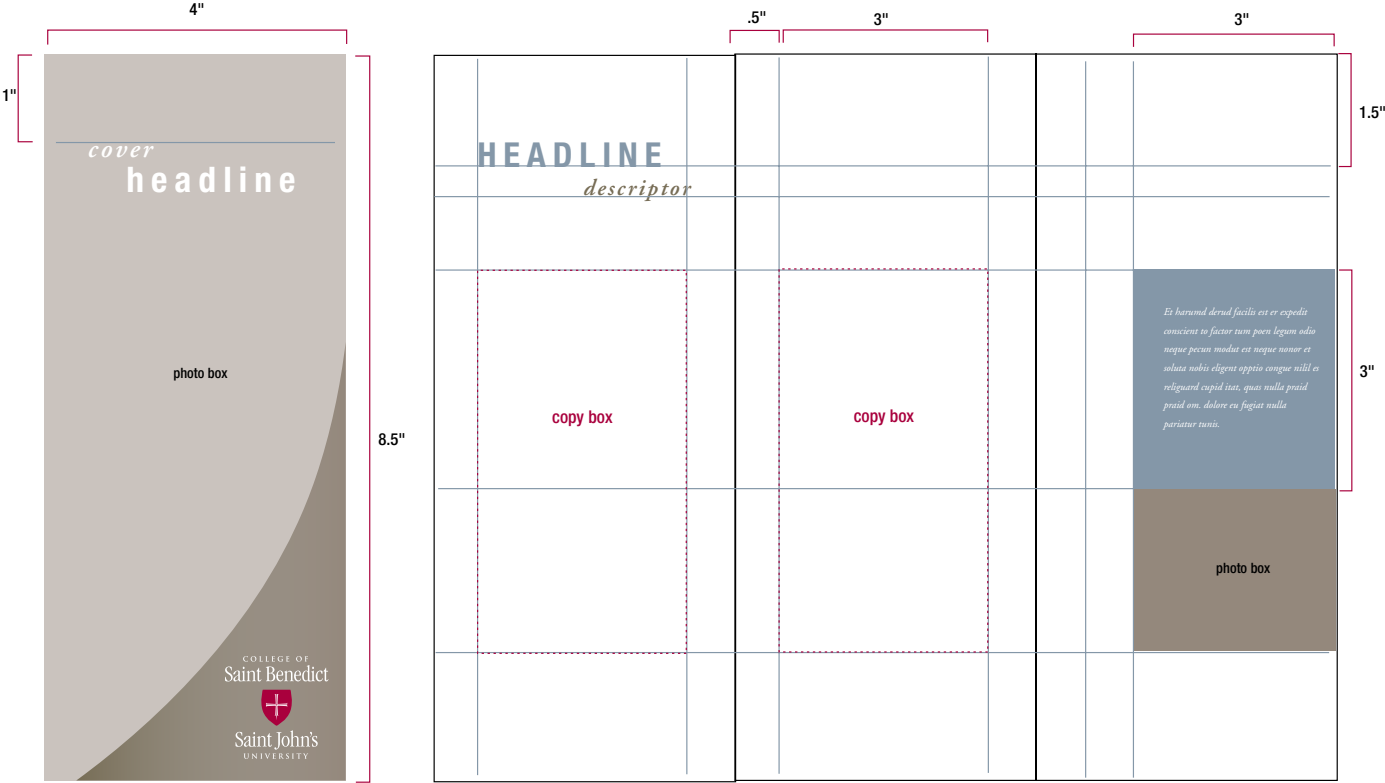 4"
1"
cover
headline
photo box
8.5"
COLLEGE OF
Saint Benedict
Saint John's
UNIVERSITY
.5"
3"
3"
1.5"
HEADLINE
descriptor
copy box
copy box
Et harumd derud facilis est er expedit
conscient to factor tum poen legum odio
neque pecun modut est neque nonor et
soluta nobis eligent opptio congue nilil es
religuard cupid itat, quas nulla praid
praid om. dolore eu fugiat nulla
pariatur tunis.
3"
photo box